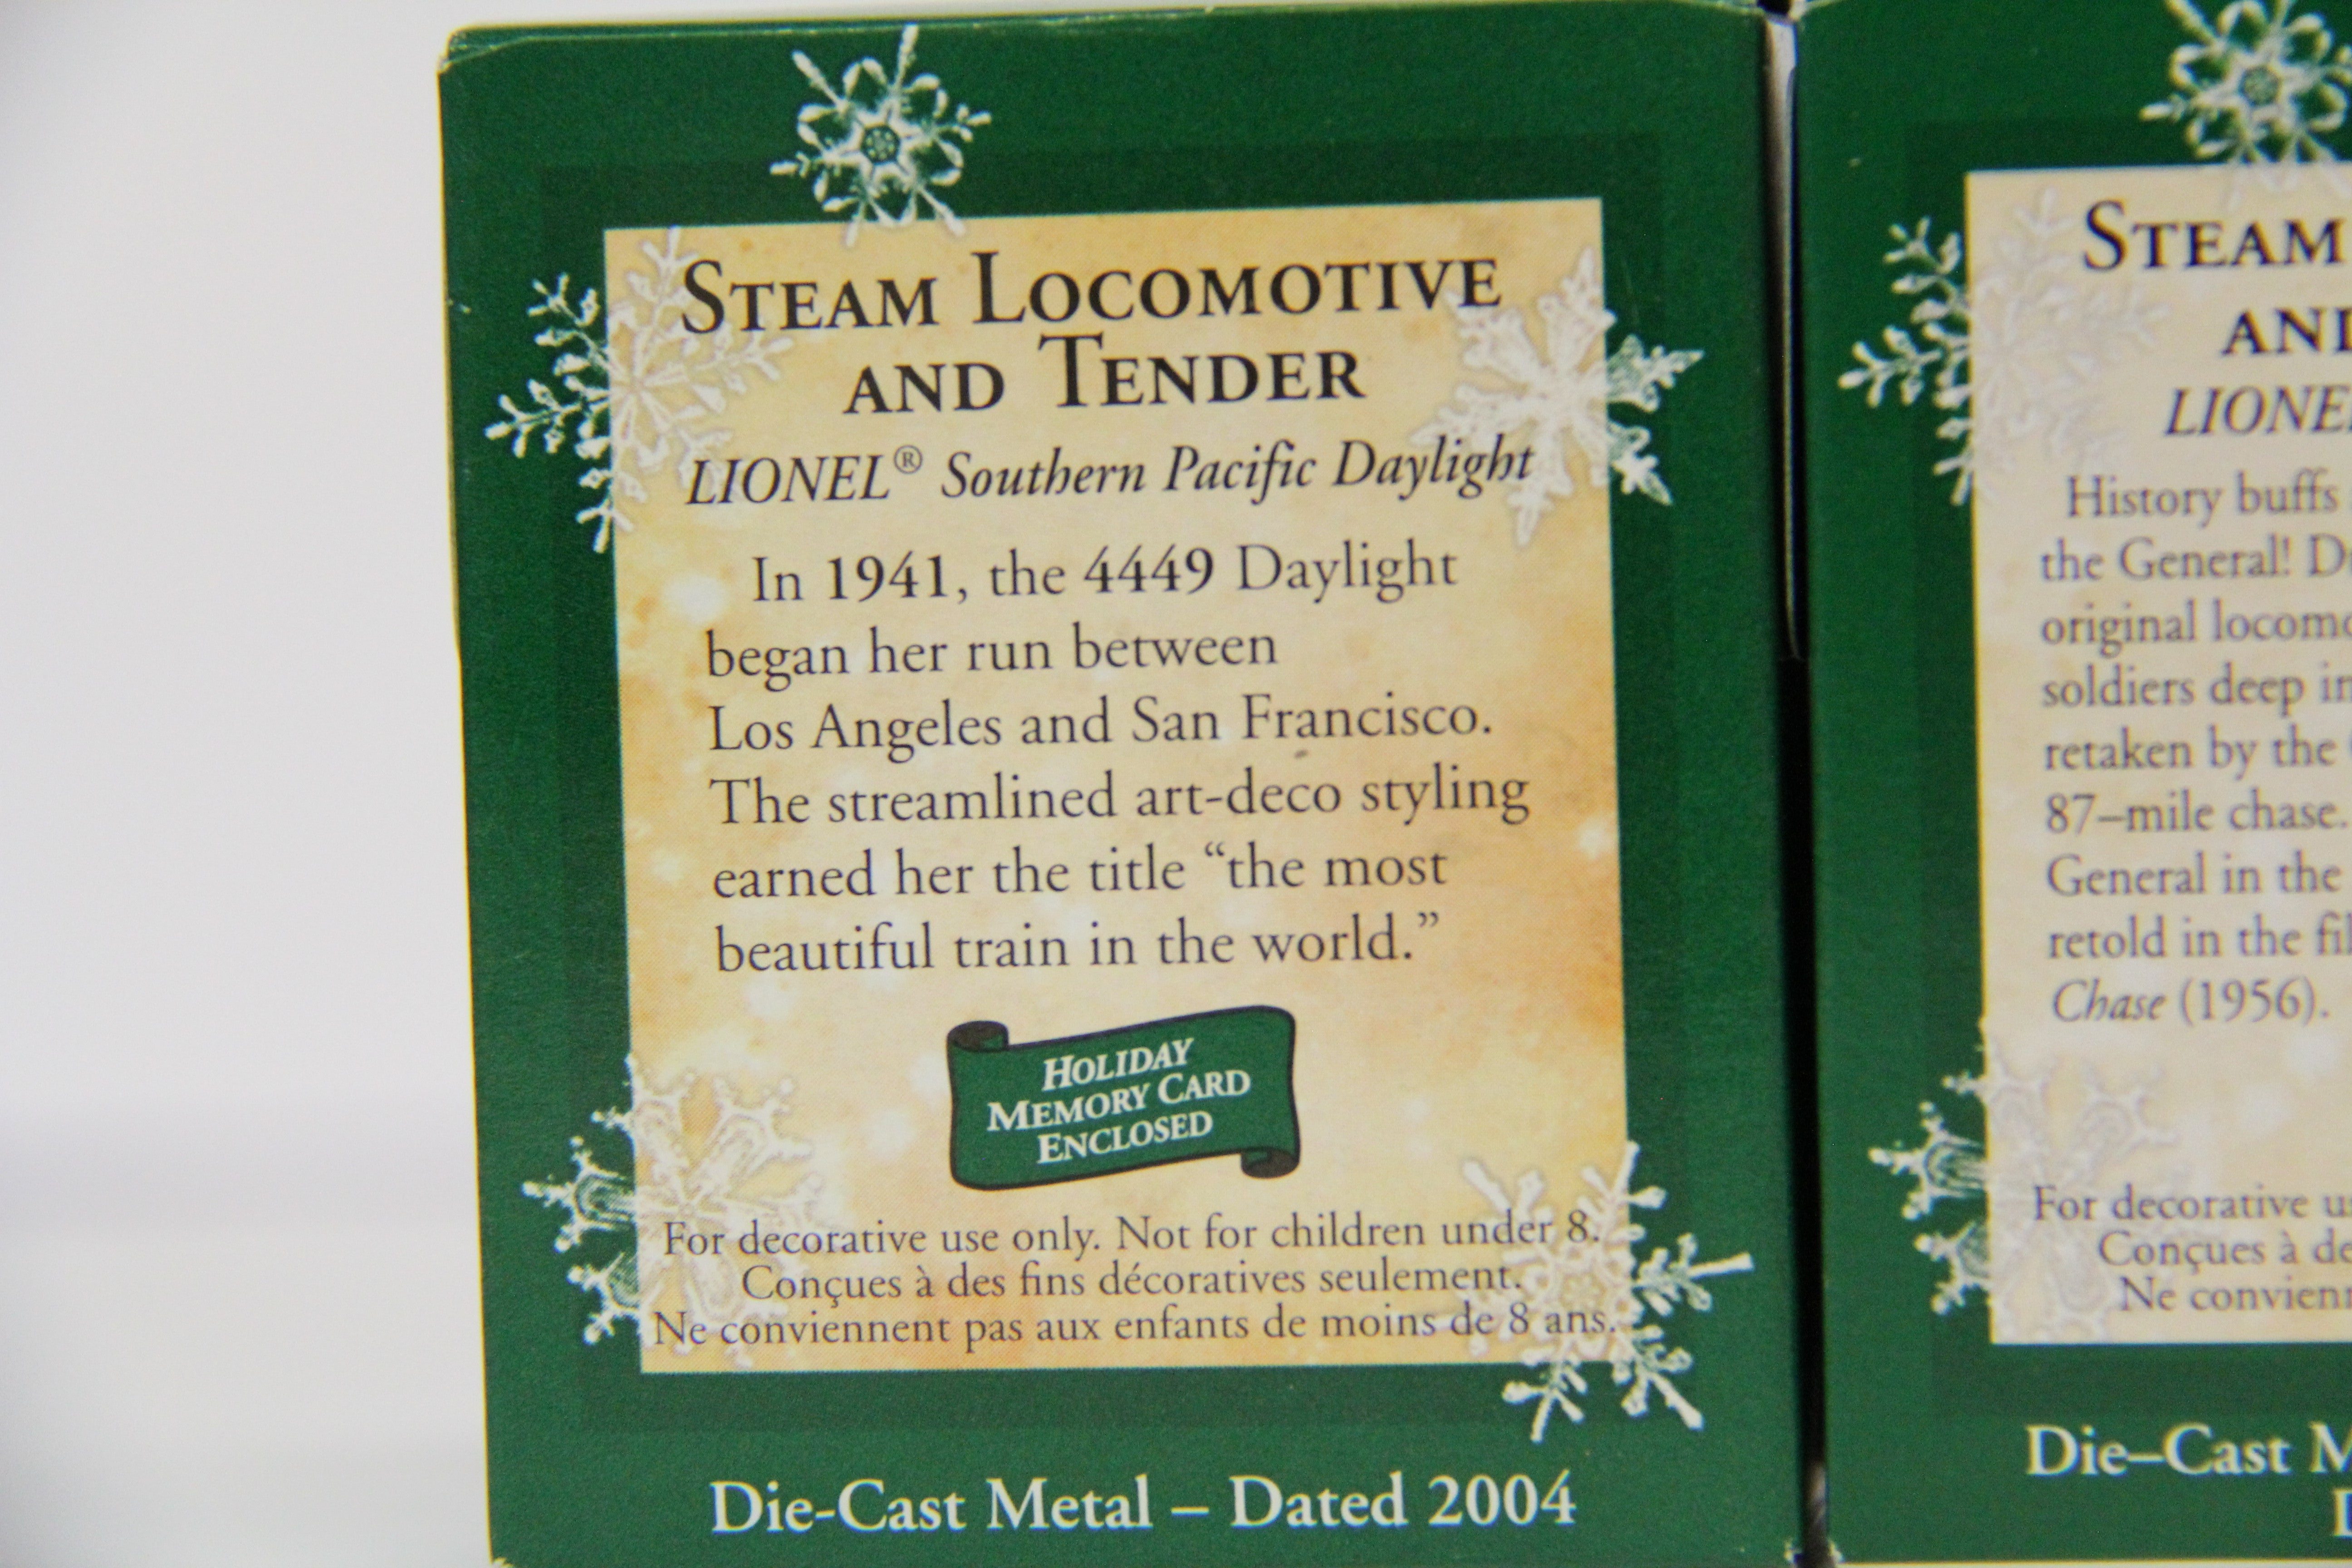 STEAM LOCOMOTIVE
AND TENDER
LIONEL® Southern Pacific Daylight
In 1941, the 4449 Daylight
began her run between
Los Angeles and San Francisco.
The streamlined art-deco styling
earned her the title “the most
beautiful train in the world.”
HOLIDAY
MEMORY CARD
ENCLOSED
For decorative use only. Not for children under 8.
Conçues à des fins décoratives seulement.
Ne conviennent pas aux enfants de moins de 8 ans.
Die-Cast Metal – Dated 2004
STEAM
LIONEL
History buffs
the General!
original
soldiers deep
retaken by the
87–mile chase.
General in the
retold in the
Chase (1956).
For decorative
Conçues à
Ne
Die–Cast